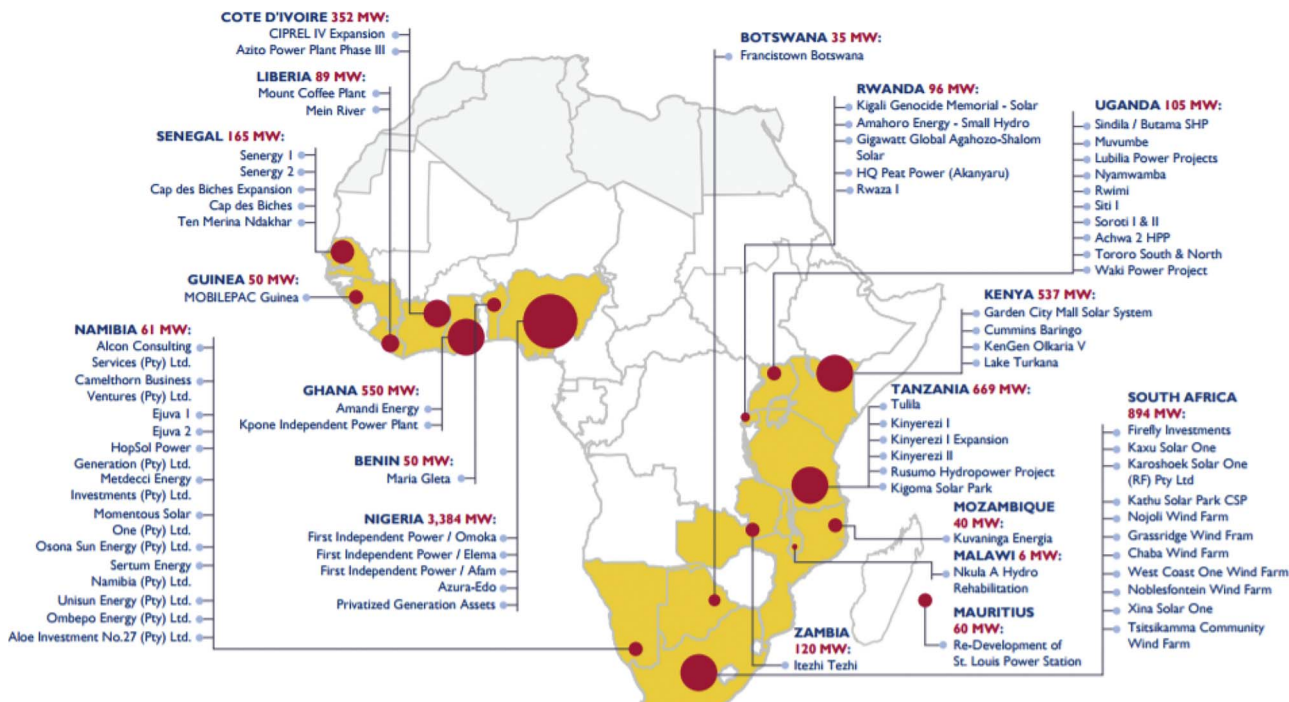 COTE D'IVOIRE 352 MW:
CIPREL IV Expansion
Azito Power Plant Phase III
LIBERIA 89 MW:
Mount Coffee Plant
Mein River
SENEGAL 165 MW:
Senergy 1
Senergy 2
Cap des Biches Expansion
Cap des Biches
Ten Merina Ndakhar
GUINEA 50 MW:
MOBILEPAC Guinea
NAMIBIA 61 MW:
Alcon Consulting
Services (Pty) Ltd.
Camelthorn Business
Ventures (Pty) Ltd.
Ejuva 1
Ejuva 2
HopSol Power
Generation (Pty) Ltd.
Metdecci Energy
Investments (Pty) Ltd.
Momentous Solar
One (Pty) Ltd.
Osona Sun Energy (Pty) Ltd.
Sertum Energy
Namibia (Pty) Ltd.
Unisun Energy (Pty) Ltd.
Ombepo Energy (Pty) Ltd.
Aloe Investment No.27 (Pty) Ltd.
GHANA 550 MW:
Amandi Energy
Kpone Independent Power Plant
BENIN 50 MW:
Maria Gleta
NIGERIA 3,384 MW:
First Independent Power / Omoka
First Independent Power / Elema
First Independent Power / Afam
Azura-Edo
Privatized Generation Assets
BOTSWANA 35 MW:
Francistown Botswana
RWANDA 96 MW:
Kigali Genocide Memorial - Solar
Amahoro Energy - Small Hydro
Gigawatt Global Agahozo-Shalom
Solar
HQ Peat Power (Akanyaru)
Rwaza I
UGANDA 105 MW:
Sindila / Butama SHP
Muvumbe
Lubilia Power Projects
Nyamwamba
Rwimi
Siti I
Soroti I & II
Achwa 2 HPP
Tororo South & North
Waki Power Project
KENYA 537 MW:
Garden City Mall Solar System
Cummins Baringo
KenGen Olkaria V
Lake Turkana
TANZANIA 669 MW:
Tulila
Kinyerezi I
Kinyerezi I Expansion
Kinyerezi II
Rusumo Hydropower Project
Kigoma Solar Park
MOZAMBIQUE
40 MW:
Kuvaninga Energia
MALAWI 6 MW:
Nkula A Hydro
Rehabilitation
MAURITIUS
60 MW:
Re-Development of
St. Louis Power Station
ZAMBIA
120 MW:
Itezhi Tezhi
SOUTH AFRICA
894 MW:
Firefly Investments
Kaxu Solar One
Karoshoek Solar One
(RF) Pty Ltd
Kathu Solar Park CSP
Nojoli Wind Farm
Grassridge Wind Fram
Chaba Wind Farm
West Coast One Wind Farm
Noblesfontein Wind Farm
Xina Solar One
Tsitsikamma Community
Wind Farm